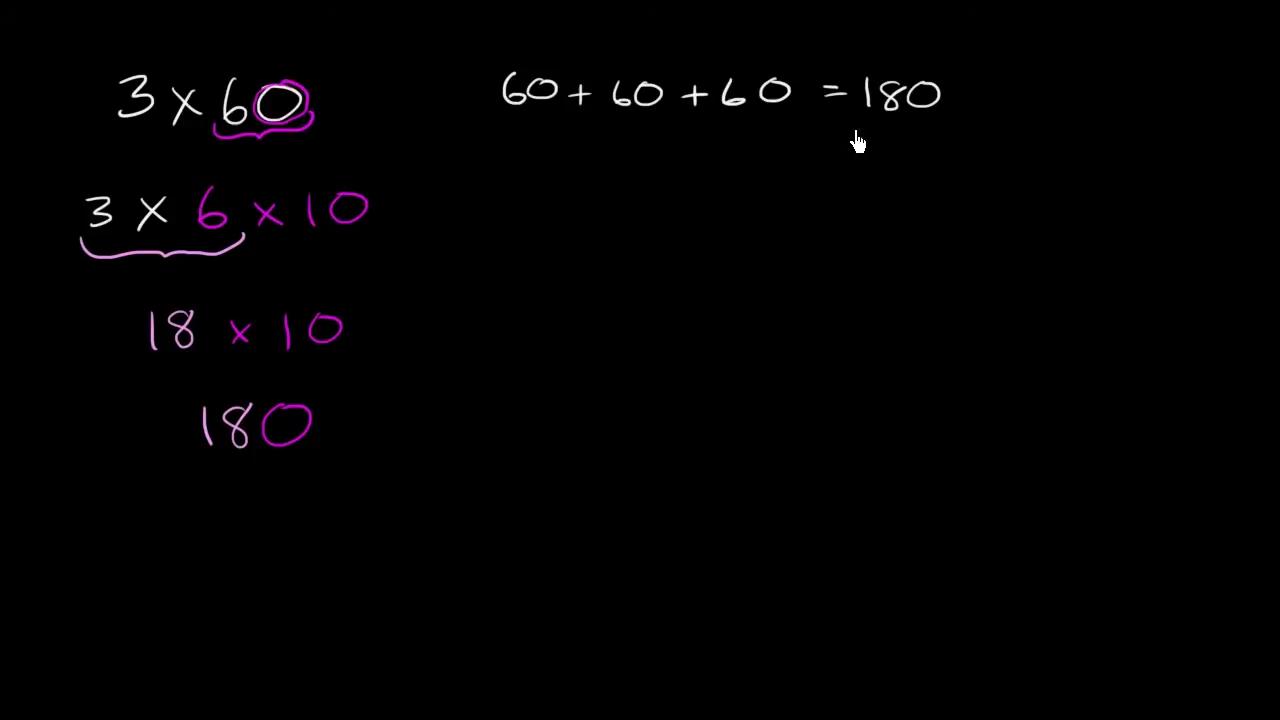 3 × 60
60 + 60 + 60 = 180
3 × 6 × 10
18 × 10
180